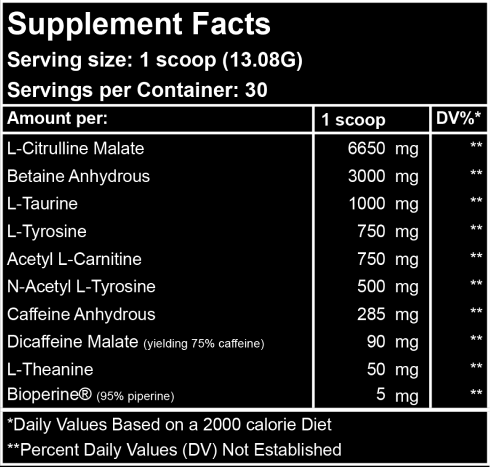 Supplement Facts
Serving size: 1 scoop (13.08G)
Servings per Container: 30
Amount per: 1 scoop DV%*
L-Citrulline Malate 6650 mg **
Betaine Anhydrous 3000 mg **
L-Taurine 1000 mg **
L-Tyrosine 750 mg **
Acetyl L-Carnitine 750 mg **
N-Acetyl L-Tyrosine 500 mg **
Caffeine Anhydrous 285 mg **
Dicaffeine Malate (yielding 75% caffeine) 90 mg **
L-Theanine 50 mg **
Bioperine® (95% piperine) 5 mg **
*Daily Values Based on a 2000 calorie Diet
**Percent Daily Values (DV) Not Established